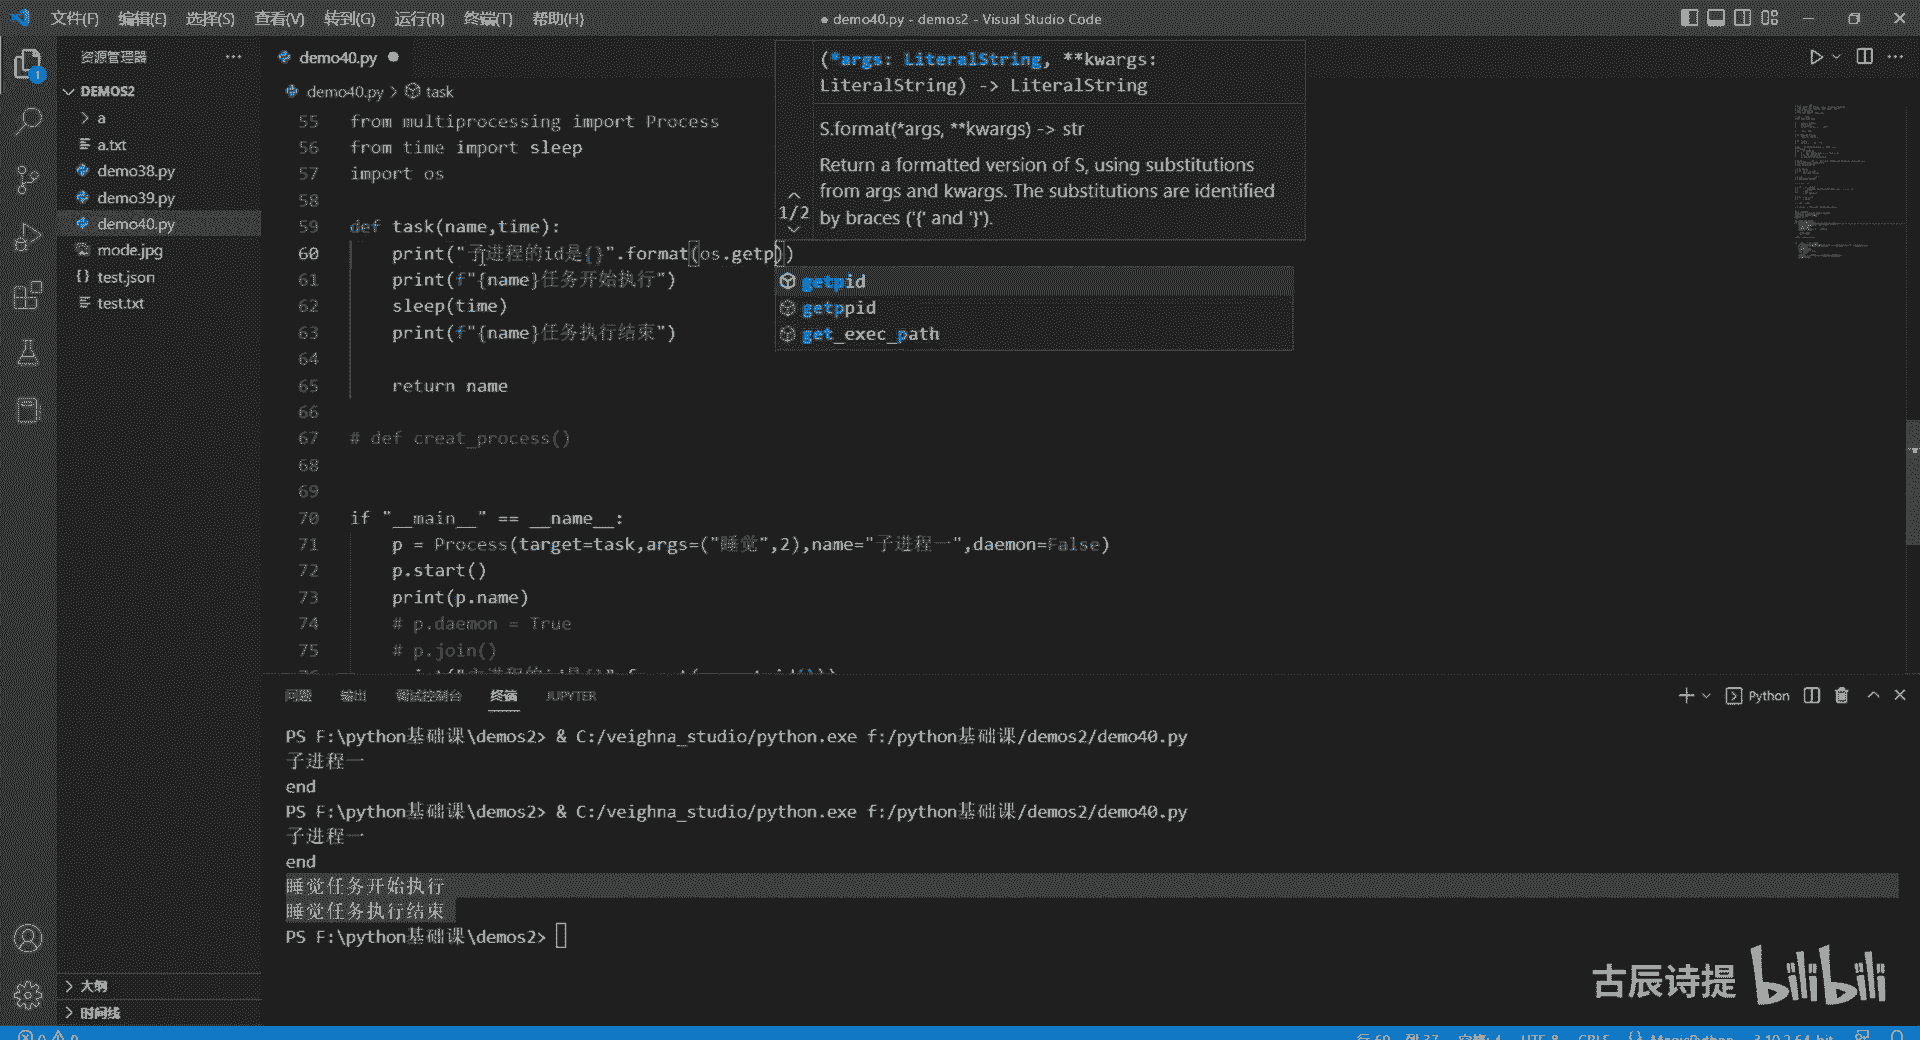 文件(F) 编辑(E) 选择(S) 查看(V) 转到(G) 运行(R) 终端(T) 帮助(H)
● demo40.py - demos2 - Visual Studio Code
资源管理器
DEMOS2
a
a.txt
demo38.py
demo39.py
demo40.py
mode.jpg
test.json
test.txt
大纲
时间线
1
demo40.py
demo40.py > task
55 from multiprocessing import Process
56 from time import sleep
57 import os
58
59 def task(name,time):
60 print("子进程的id是{}".format(os.getp))
61 print(f"{name}任务开始执行")
62 sleep(time)
63 print(f"{name}任务执行结束")
64
65 return name
66
67 # def creat_process()
68
69
70 if "__main__" == __name__:
71 p = Process(target=task,args=("睡觉",2),name="子进程一",daemon=False)
72 p.start()
73 print(p.name)
74 # p.daemon = True
75 # p.join()
(*args: LiteralString, **kwargs:
LiteralString) -> LiteralString
S.format(*args, **kwargs) -> str
Return a formatted version of S, using substitutions
from args and kwargs. The substitutions are identified
by braces ('{' and '}').
1/2
getpid
getppid
get_exec_path
问题 输出 调试控制台 终端 JUPYTER
Python
PS F:\python基础课\demos2> & C:/veighna_studio/python.exe f:/python基础课/demos2/demo40.py
子进程一
end
PS F:\python基础课\demos2> & C:/veighna_studio/python.exe f:/python基础课/demos2/demo40.py
子进程一
end
睡觉任务开始执行
睡觉任务执行结束
PS F:\python基础课\demos2>
古辰诗提 bilibili